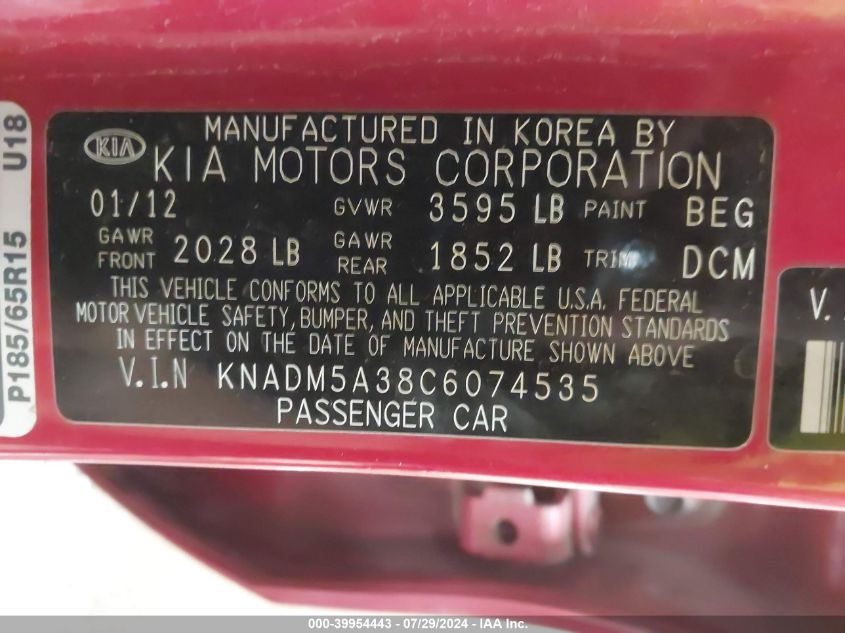 P185/65R15 U18
KIA
MANUFACTURED IN KOREA BY
KIA MOTORS CORPORATION
01/12 GVWR 3595 LB PAINT BEG
GAWR FRONT 2028 LB GAWR REAR 1852 LB TRIM DCM
THIS VEHICLE CONFORMS TO ALL APPLICABLE U.S.A. FEDERAL
MOTOR VEHICLE SAFETY, BUMPER, AND THEFT PREVENTION STANDARDS
IN EFFECT ON THE DATE OF MANUFACTURE SHOWN ABOVE
V.I.N KNADM5A38C6074535
PASSENGER CAR
V.
000-39954443 - 07/29/2024 - IAA Inc.